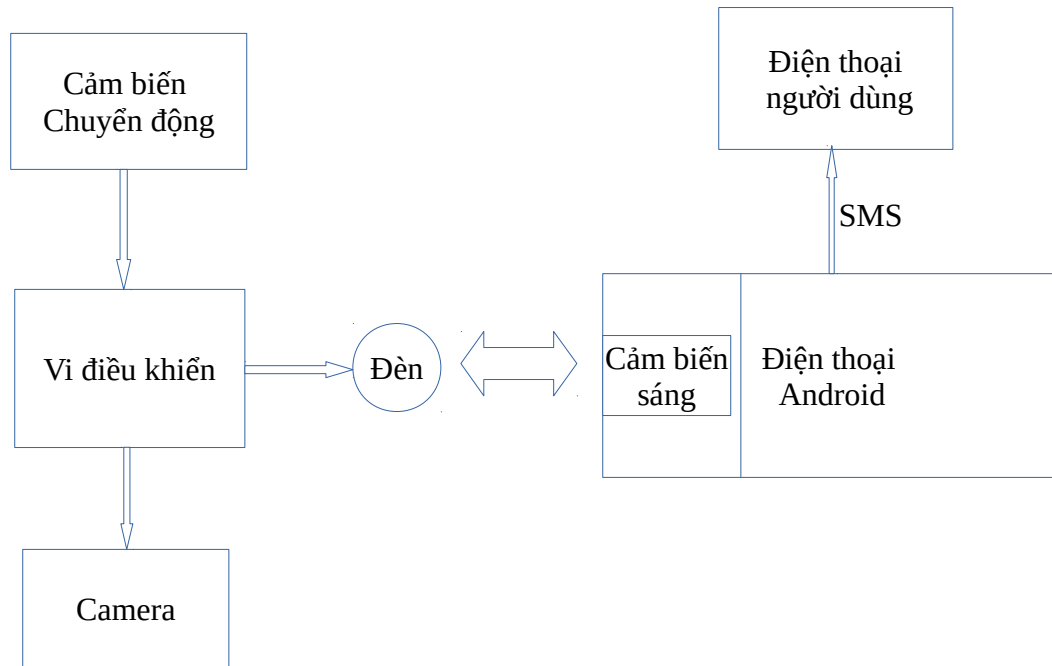 Cảm biến
Chuyển động
Điện thoại
người dùng
SMS
Vi điều khiển
Đèn
Cảm biến
sáng
Điện thoại
Android
Camera